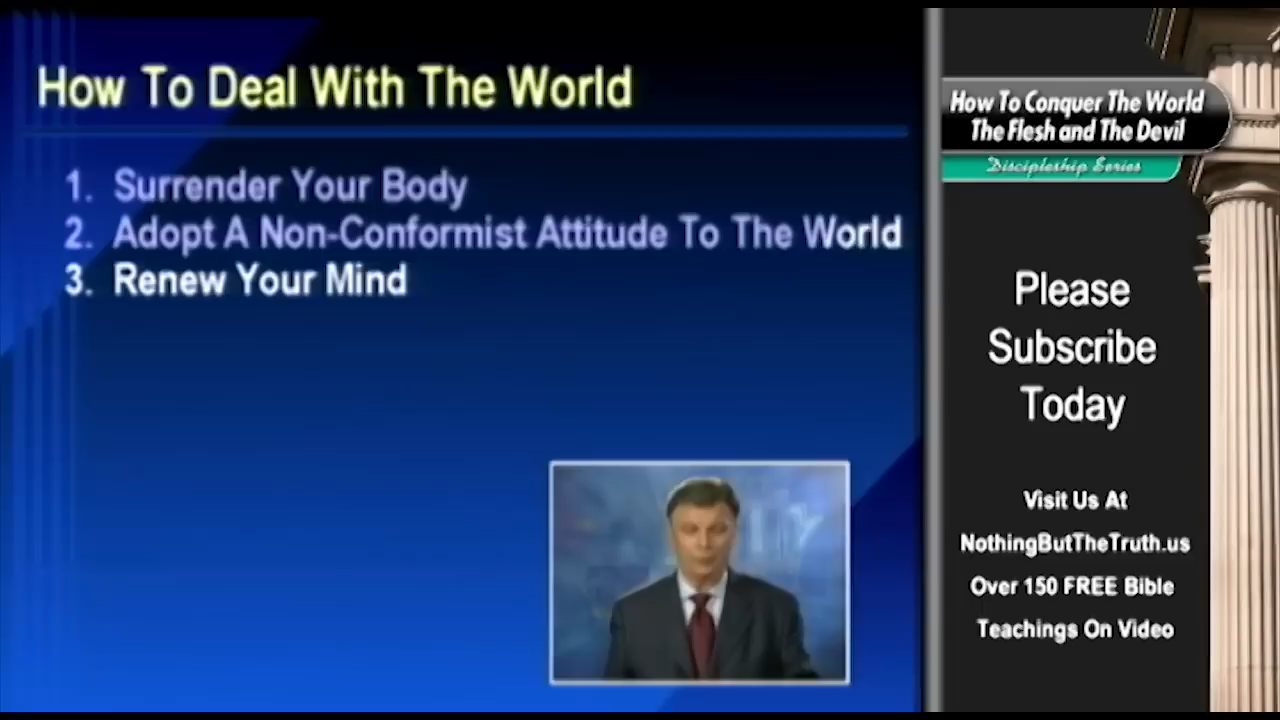 How To Deal With The World
1. Surrender Your Body
2. Adopt A Non-Conformist Attitude To The World
3. Renew Your Mind
How To Conquer The World
The Flesh and The Devil
Discipleship Series
Please
Subscribe
Today
Visit Us At
NothingButTheTruth.us
Over 150 FREE Bible
Teachings On Video